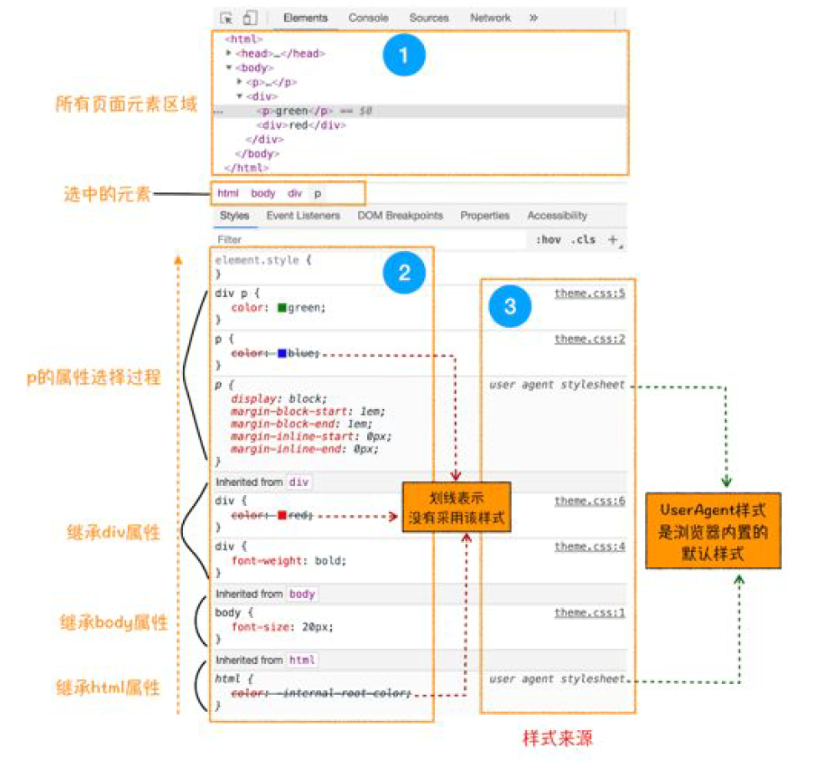 Elements Console Sources Network »
<html>
▶<head>…</head>
▼<body>
▶<p>…</p>
▼<div>
所有页面元素区域
… <p>green</p> == $0
<div>red</div>
</div>
</body>
</html>
1
选中的元素
html body div p
Styles Event Listeners DOM Breakpoints Properties Accessibility
Filter :hov .cls +
element.style {
}
2
3
div p { theme.css:5
color: green;
}
p { theme.css:2
color: blue;
}
p的属性选择过程
p { user agent stylesheet
display: block;
margin-block-start: 1em;
margin-block-end: 1em;
margin-inline-start: 0px;
margin-inline-end: 0px;
}
Inherited from div
div { theme.css:6
color: red;
}
继承div属性
div { theme.css:4
font-weight: bold;
}
划线表示
没有采用该样式
UserAgent样式
是浏览器内置的
默认样式
Inherited from body
body { theme.css:1
font-size: 20px;
}
继承body属性
Inherited from html
html { user agent stylesheet
color: -internal-root-color;
}
继承html属性
样式来源